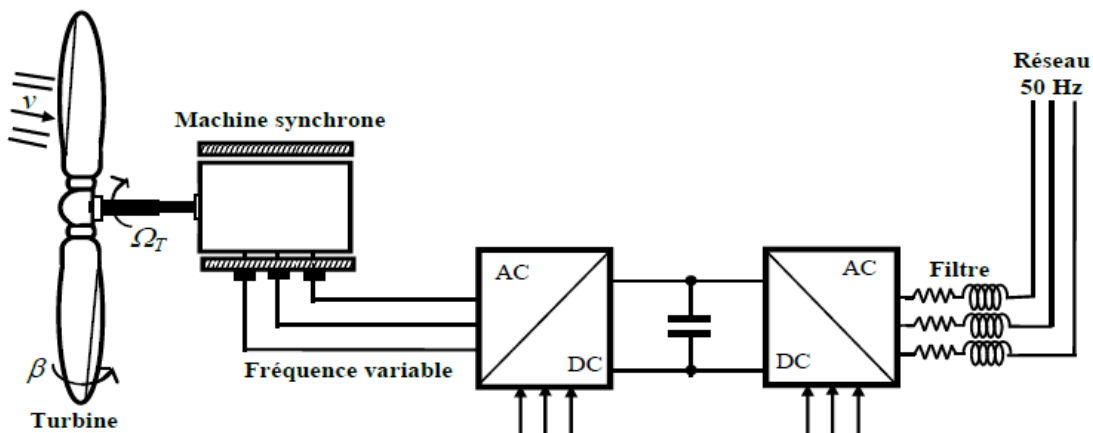 Réseau
50 Hz
v
Machine synchrone
Ω_T
AC
DC
AC
DC
Filtre
Fréquence variable
β
Turbine